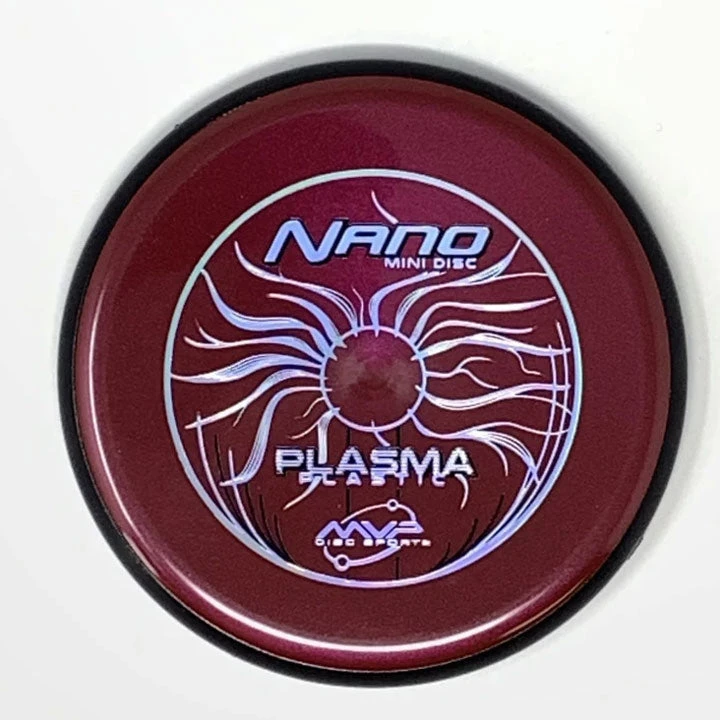 NANO
MINI DISC
PLASMA
PLASTIC
MVP
DISC SPORTS